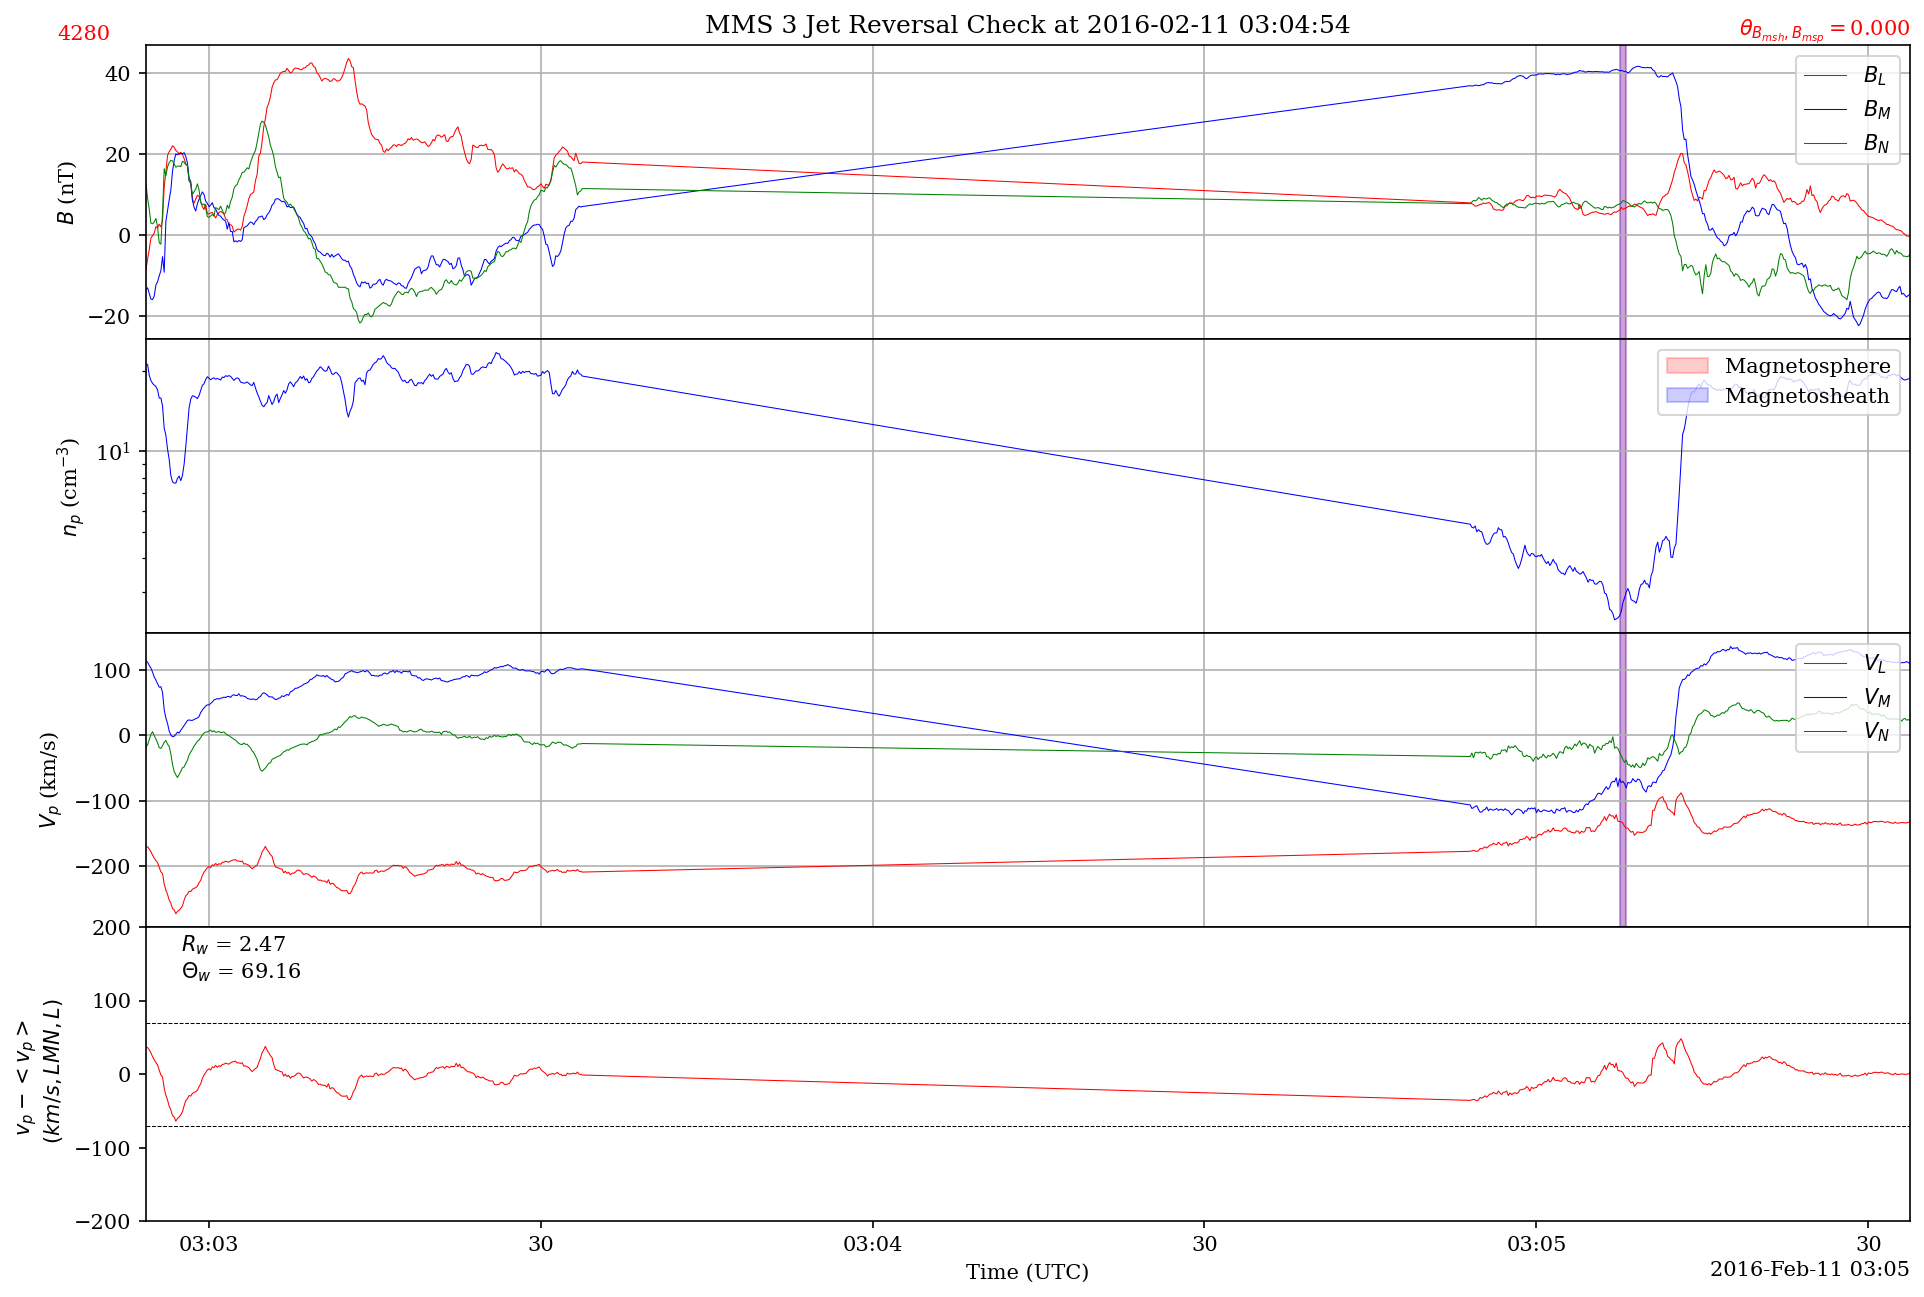 MMS 3 Jet Reversal Check at 2016-02-11 03:04:54
4280
θ_{B_{msh}, B_{msp}} = 0.000
40
20
0
−20
B (nT)
B_L
B_M
B_N
10^1
n_p (cm^{−3})
Magnetosphere
Magnetosheath
100
0
−100
−200
V_p (km/s)
V_L
V_M
V_N
200
100
0
−100
−200
v_p − < v_p >
(km/s, LMN, L)
R_w = 2.47
Θ_w = 69.16
03:03
30
03:04
30
03:05
30
Time (UTC)
2016-Feb-11 03:05